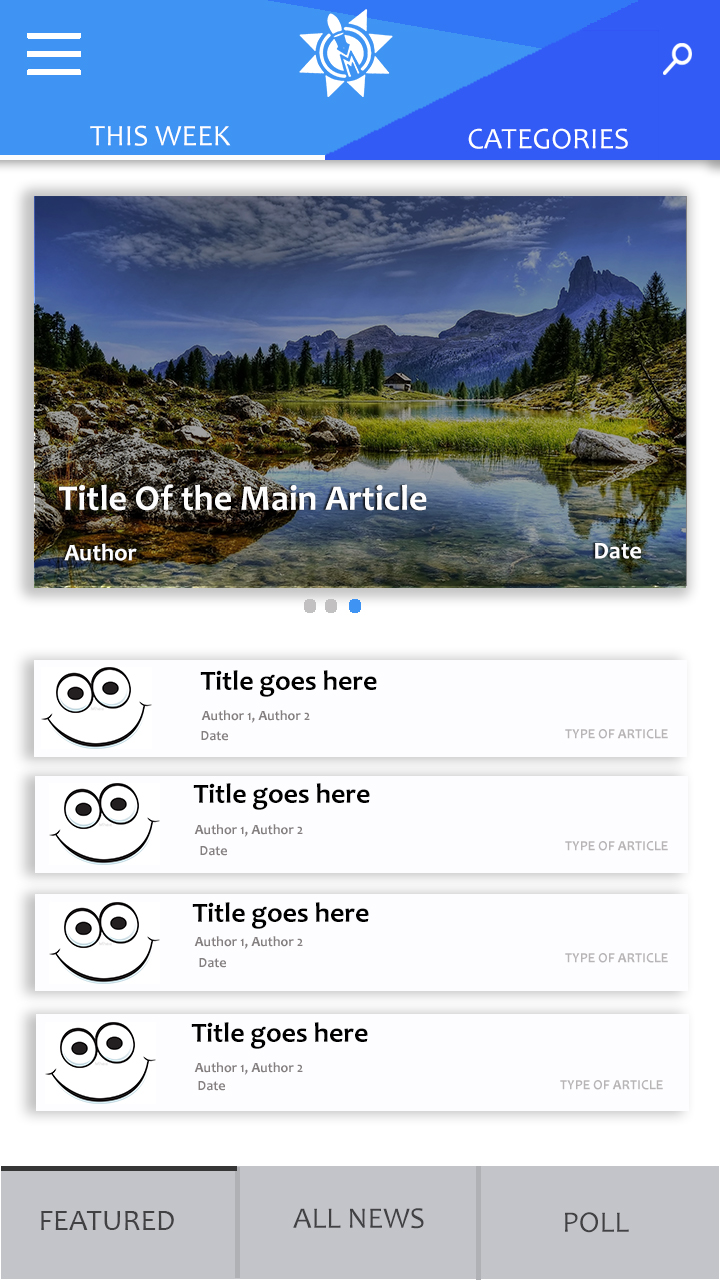 THIS WEEK
CATEGORIES
Title Of the Main Article
Author
Date
Title goes here
Author 1, Author 2
Date
TYPE OF ARTICLE
Title goes here
Author 1, Author 2
Date
TYPE OF ARTICLE
Title goes here
Author 1, Author 2
Date
TYPE OF ARTICLE
Title goes here
Author 1, Author 2
Date
TYPE OF ARTICLE
FEATURED
ALL NEWS
POLL